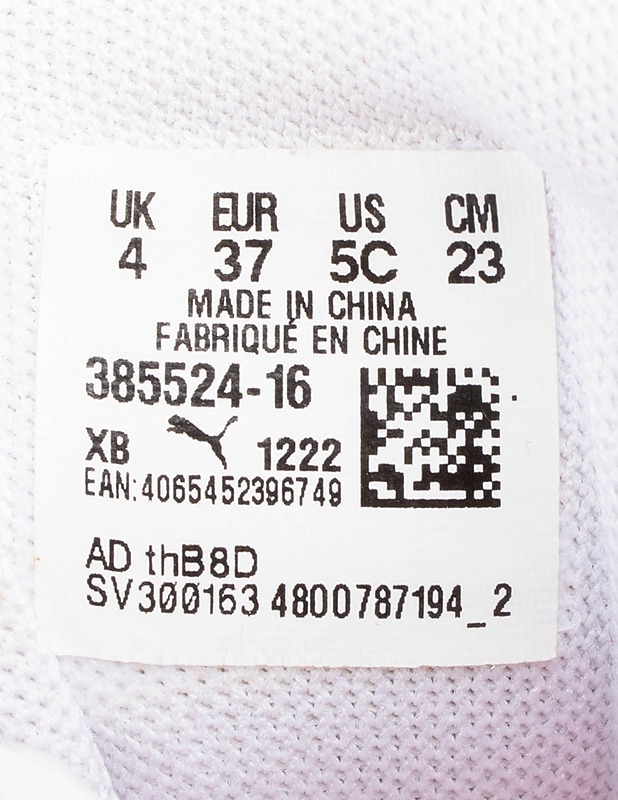 UK EUR US CM
4 37 5C 23
MADE IN CHINA
FABRIQUÉ EN CHINE
385524-16
XB 1222
EAN:4065452396749
AD thB8D
SV300163 4800787194_2